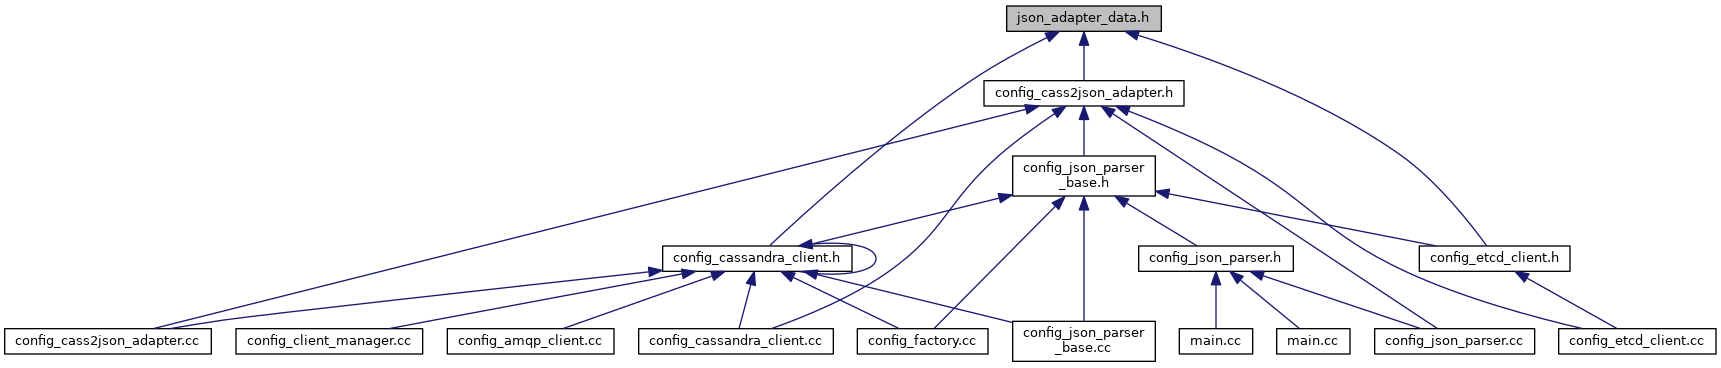 json_adapter_data.h
config_cass2json_adapter.h
config_json_parser
_base.h
config_cassandra_client.h
config_json_parser.h
config_etcd_client.h
config_cass2json_adapter.cc
config_client_manager.cc
config_amqp_client.cc
config_cassandra_client.cc
config_factory.cc
config_json_parser
_base.cc
main.cc
main.cc
config_json_parser.cc
config_etcd_client.cc